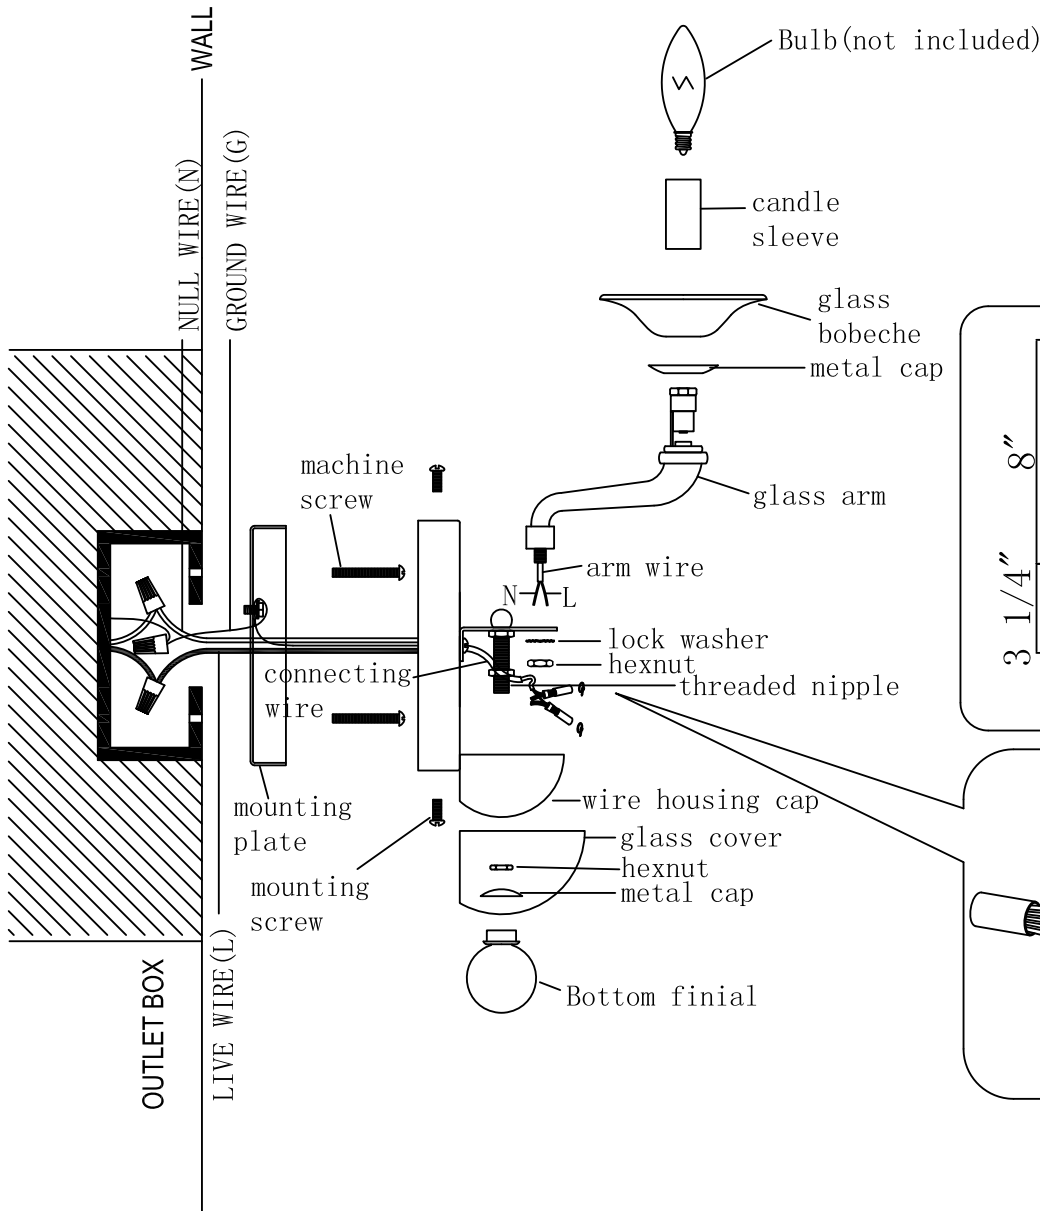 WALL
Bulb(not included)
NULL WIRE(N)
GROUND WIRE(G)
candle
sleeve
glass
bobeche
metal cap
8"
3 1/4"
machine
screw
glass arm
arm wire
N
L
lock washer
hexnut
threaded nipple
connecting
wire
mounting
plate
wire housing cap
glass cover
hexnut
metal cap
mounting
screw
Bottom finial
OUTLET BOX
LIVE WIRE(L)